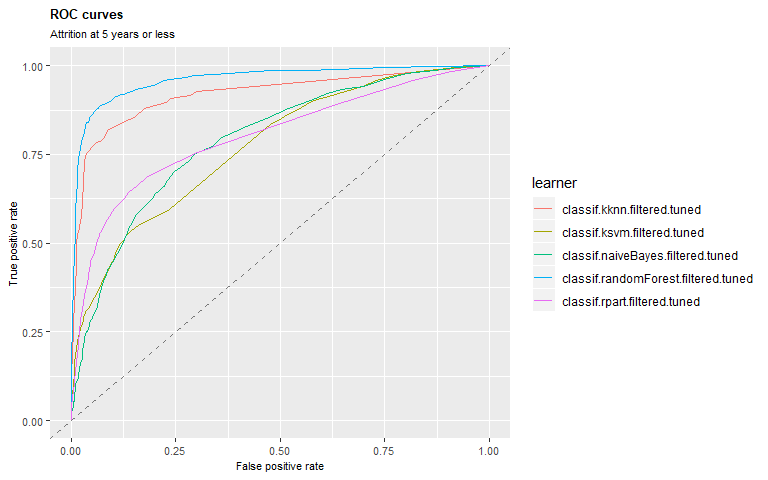 ROC curves
Attrition at 5 years or less
1.00
0.75
0.50
0.25
0.00
True positive rate
0.00 0.25 0.50 0.75 1.00
False positive rate
learner
classif.kknn.filtered.tuned
classif.ksvm.filtered.tuned
classif.naiveBayes.filtered.tuned
classif.randomForest.filtered.tuned
classif.rpart.filtered.tuned